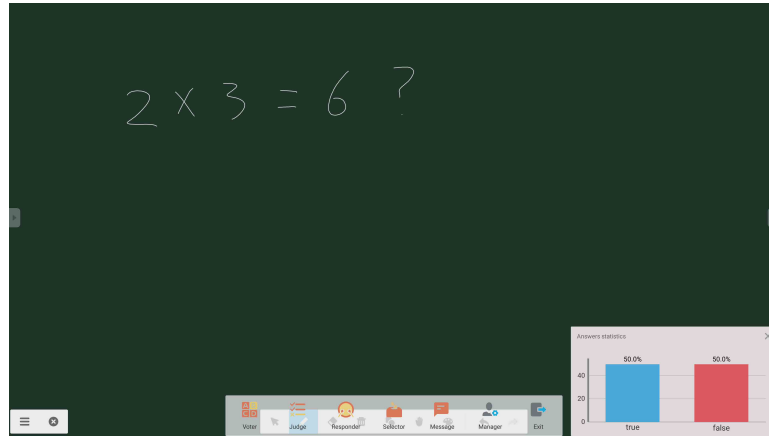 2 × 3 = 6 ?
Answers statistics
50.0%
50.0%
40
20
0
true
false
Voter
Judge
Responder
Selector
Message
Manager
Exit